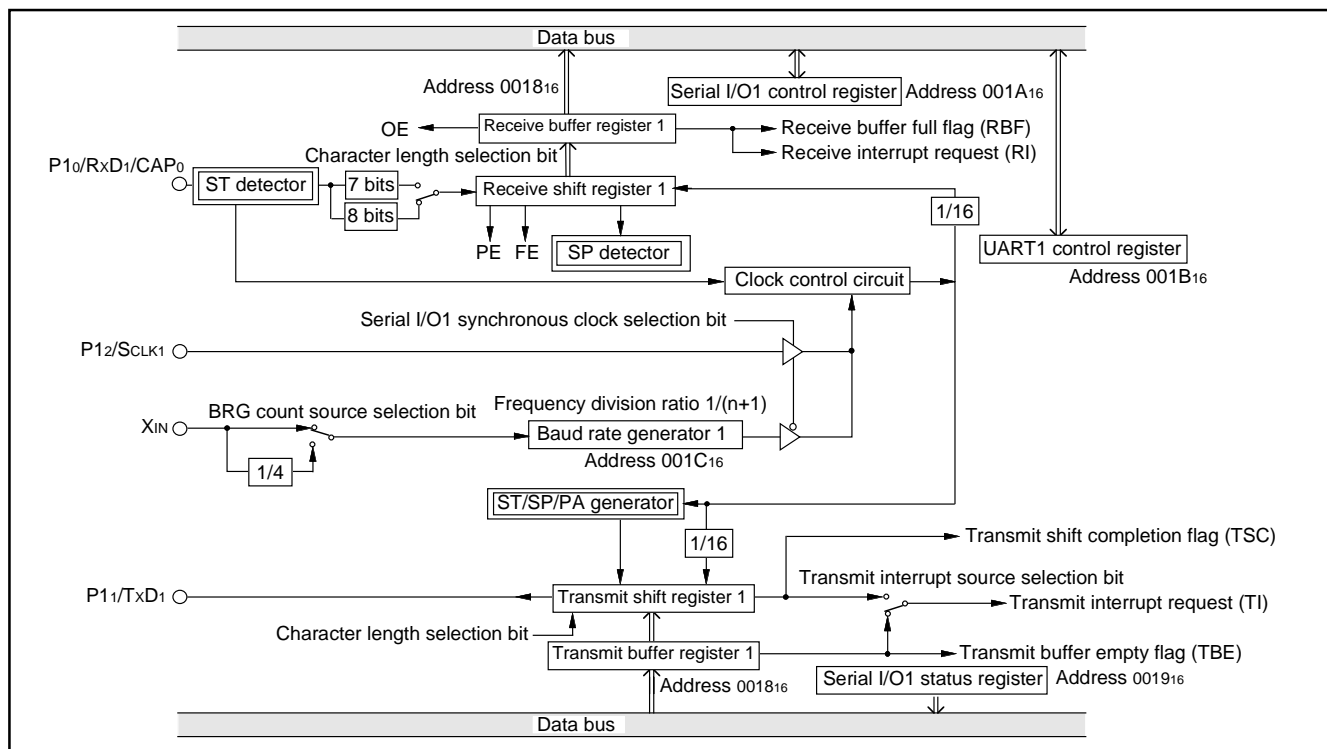 Data bus
Address 001816
Serial I/O1 control register
Address 001A16
OE
Receive buffer register 1
Receive buffer full flag (RBF)
Receive interrupt request (RI)
Character length selection bit
P10/RXD1/CAP0
ST detector
7 bits
8 bits
Receive shift register 1
1/16
PE
FE
SP detector
UART1 control register
Address 001B16
Clock control circuit
Serial I/O1 synchronous clock selection bit
P12/SCLK1
BRG count source selection bit
Frequency division ratio 1/(n+1)
XIN
Baud rate generator 1
Address 001C16
1/4
ST/SP/PA generator
1/16
Transmit shift completion flag (TSC)
Transmit interrupt source selection bit
P11/TXD1
Transmit shift register 1
Transmit interrupt request (TI)
Character length selection bit
Transmit buffer register 1
Transmit buffer empty flag (TBE)
Address 001816
Serial I/O1 status register
Address 001916
Data bus